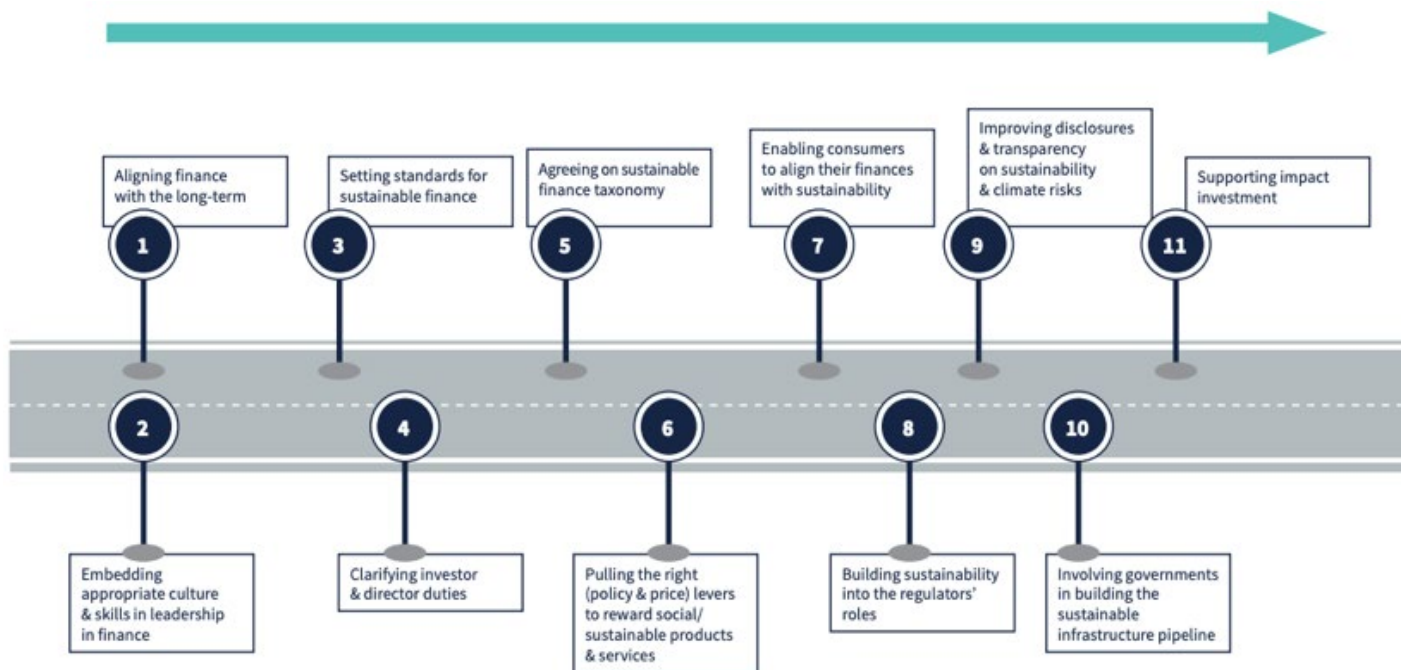 Aligning finance
with the long-term
1
Embedding
appropriate culture
& skills in leadership
in finance
2
Setting standards for
sustainable finance
3
Clarifying investor
& director duties
4
Agreeing on sustainable
finance taxonomy
5
Pulling the right
(policy & price) levers
to reward social/
sustainable products
& services
6
Enabling consumers
to align their finances
with sustainability
7
Building sustainability
into the regulators’
roles
8
Improving disclosures
& transparency
on sustainability
& climate risks
9
Involving governments
in building the
sustainable
infrastructure pipeline
10
Supporting impact
investment
11